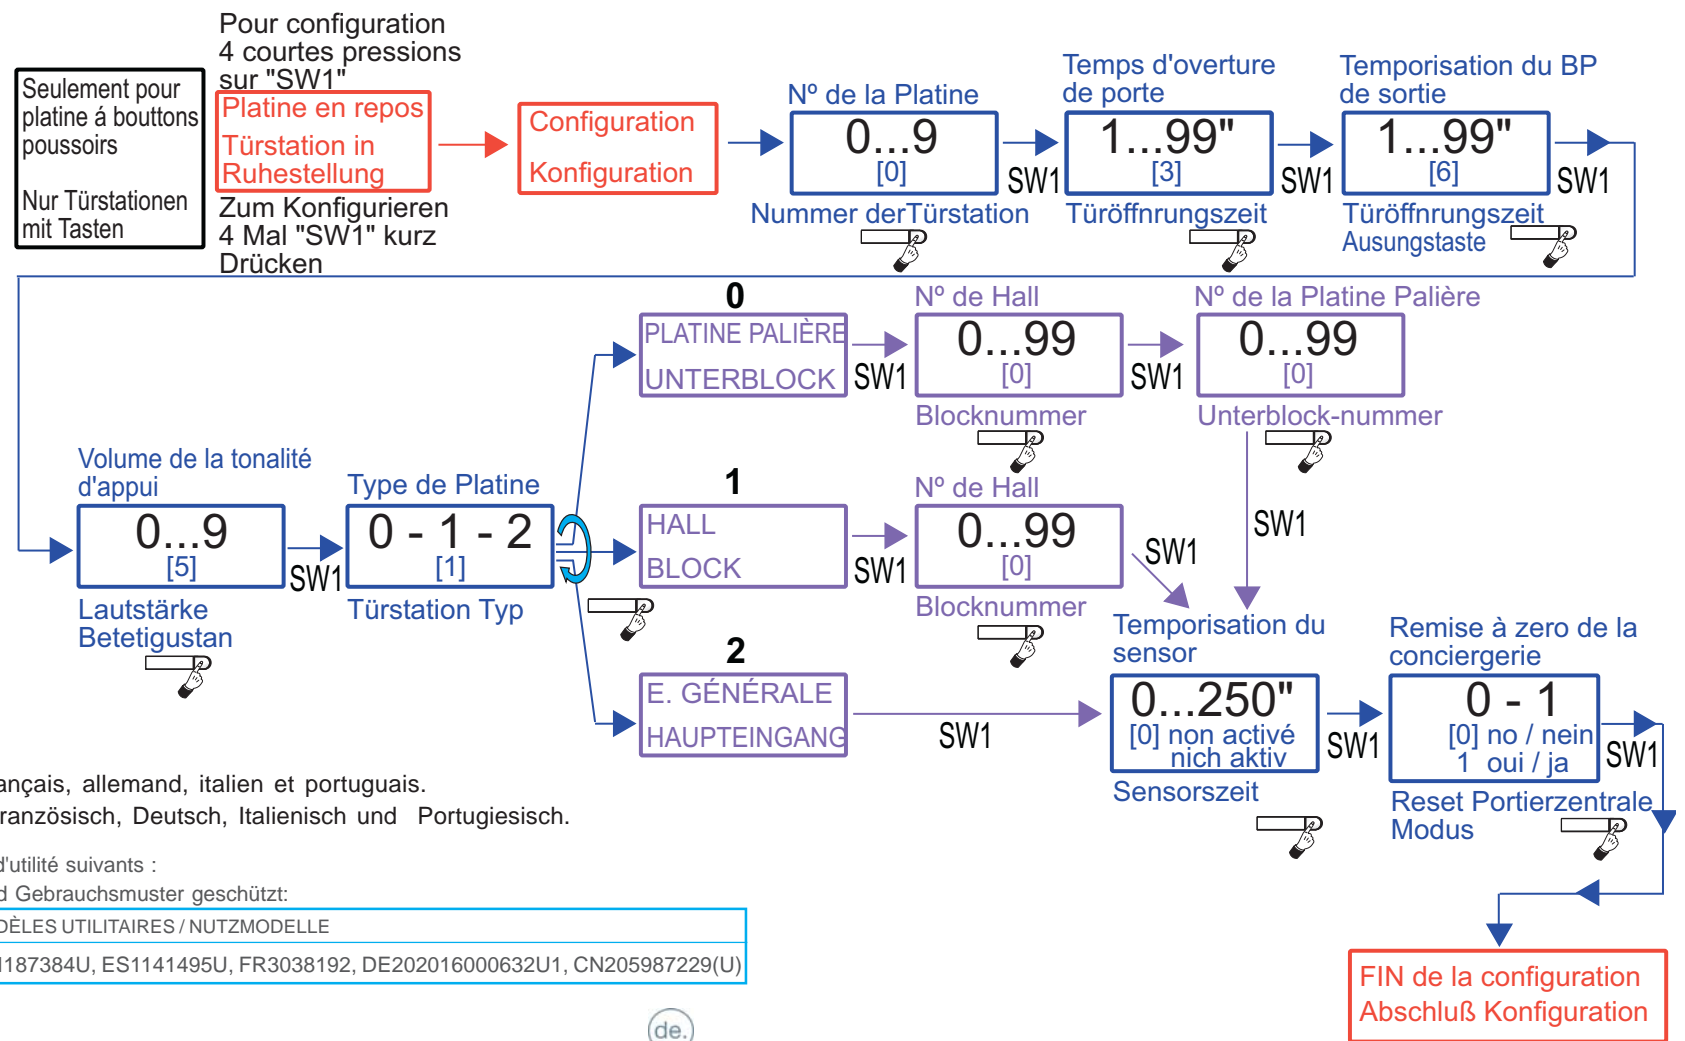 Pour configuration
4 courtes pressions
sur "SW1"
Seulement pour
platine á bouttons
poussoirs
Nur Türstationen
mit Tasten
Platine en repos
Türstation in
Ruhestellung
Zum Konfigurieren
4 Mal "SW1" kurz
Drücken
Configuration
Konfiguration
Nº de la Platine
0...9
[0]
Nummer derTürstation
SW1
Temps d'overture
de porte
1...99"
[3]
Türöffnrungszeit
SW1
Temporisation du BP
de sortie
1...99"
[6]
Türöffnrungszeit
Ausungstaste
SW1
Volume de la tonalité
d'appui
0...9
[5]
Lautstärke
Betetigustan
SW1
Type de Platine
0 - 1 - 2
[1]
Türstation Typ
0
PLATINE PALIÈRE
UNTERBLOCK
SW1
Nº de Hall
0...99
[0]
Blocknummer
SW1
Nº de la Platine Palière
0...99
[0]
Unterblock-nummer
SW1
1
HALL
BLOCK
SW1
Nº de Hall
0...99
[0]
Blocknummer
SW1
2
E. GÉNÉRALE
HAUPTEINGANG
SW1
Temporisation du
sensor
0...250"
[0] non activé
nich aktiv
Sensorszeit
SW1
Remise à zero de la
conciergerie
0 - 1
[0] no / nein
1 oui / ja
Reset Portierzentrale
Modus
SW1
FIN de la configuration
Abschluß Konfiguration
ançais, allemand, italien et portuguais.
ranzösisch, Deutsch, Italienisch und Portugiesisch.
d'utilité suivants :
d Gebrauchsmuster geschützt:
DÈLES UTILITAIRES / NUTZMODELLE
1187384U, ES1141495U, FR3038192, DE202016000632U1, CN205987229(U)
de.